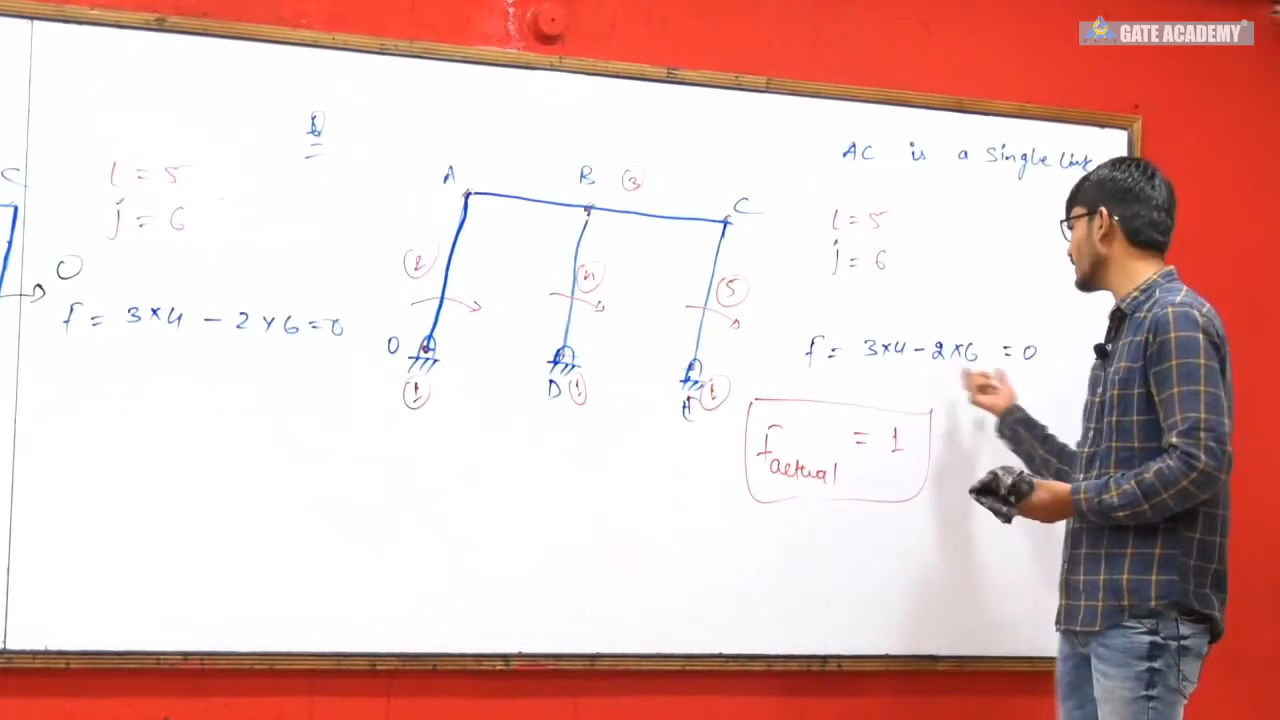 GATE ACADEMY
C
l = 5
j = 6
f = 3×4 - 2×6 = 0
A
B
3
C
2
4
5
O
D
1
1
1
AC is a Single Link
l = 5
j = 6
f = 3×4 - 2×6 = 0
factual = 1